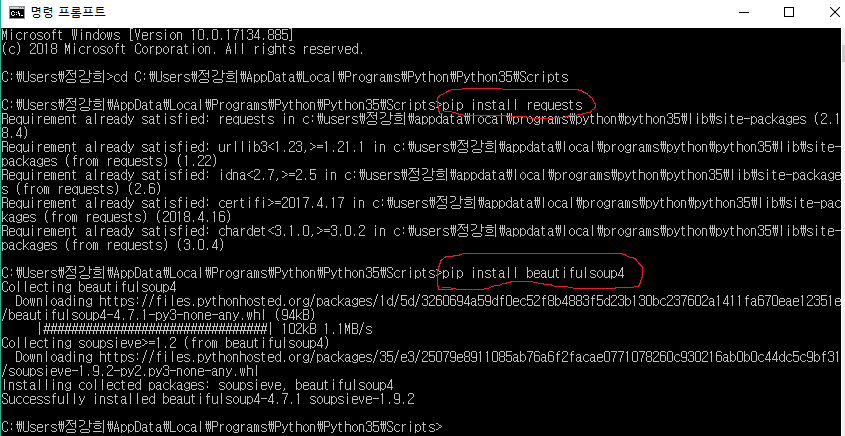 명령 프롬프트
Microsoft Windows [Version 10.0.17134.885]
(c) 2018 Microsoft Corporation. All rights reserved.
C:₩Users₩정강희>cd C:₩Users₩정강희₩AppData₩Local₩Programs₩Python₩Python35₩Scripts
C:₩Users₩정강희₩AppData₩Local₩Programs₩Python₩Python35₩Scripts>pip install requests
Requirement already satisfied: requests in c:₩users₩정강희₩appdata₩local₩programs₩python₩python35₩lib₩site-packages (2.1
8.4)
Requirement already satisfied: urllib3<1.23,>=1.21.1 in c:₩users₩정강희₩appdata₩local₩programs₩python₩python35₩lib₩site-
packages (from requests) (1.22)
Requirement already satisfied: idna<2.7,>=2.5 in c:₩users₩정강희₩appdata₩local₩programs₩python₩python35₩lib₩site-package
s (from requests) (2.6)
Requirement already satisfied: certifi>=2017.4.17 in c:₩users₩정강희₩appdata₩local₩programs₩python₩python35₩lib₩site-pac
kages (from requests) (2018.4.16)
Requirement already satisfied: chardet<3.1.0,>=3.0.2 in c:₩users₩정강희₩appdata₩local₩programs₩python₩python35₩lib₩site-
packages (from requests) (3.0.4)
C:₩Users₩정강희₩AppData₩Local₩Programs₩Python₩Python35₩Scripts>pip install beautifulsoup4
Collecting beautifulsoup4
Downloading https://files.pythonhosted.org/packages/1d/5d/3260694a59df0ec52f8b4883f5d23b130bc237602a1411fa670eae12351e
/beautifulsoup4-4.7.1-py3-none-any.whl (94kB)
|################################| 102kB 1.1MB/s
Collecting soupsieve>=1.2 (from beautifulsoup4)
Downloading https://files.pythonhosted.org/packages/35/e3/25079e8911085ab76a6f2facae0771078260c930216ab0b0c44dc5c9bf31
/soupsieve-1.9.2-py2.py3-none-any.whl
Installing collected packages: soupsieve, beautifulsoup4
Successfully installed beautifulsoup4-4.7.1 soupsieve-1.9.2
C:₩Users₩정강희₩AppData₩Local₩Programs₩Python₩Python35₩Scripts>